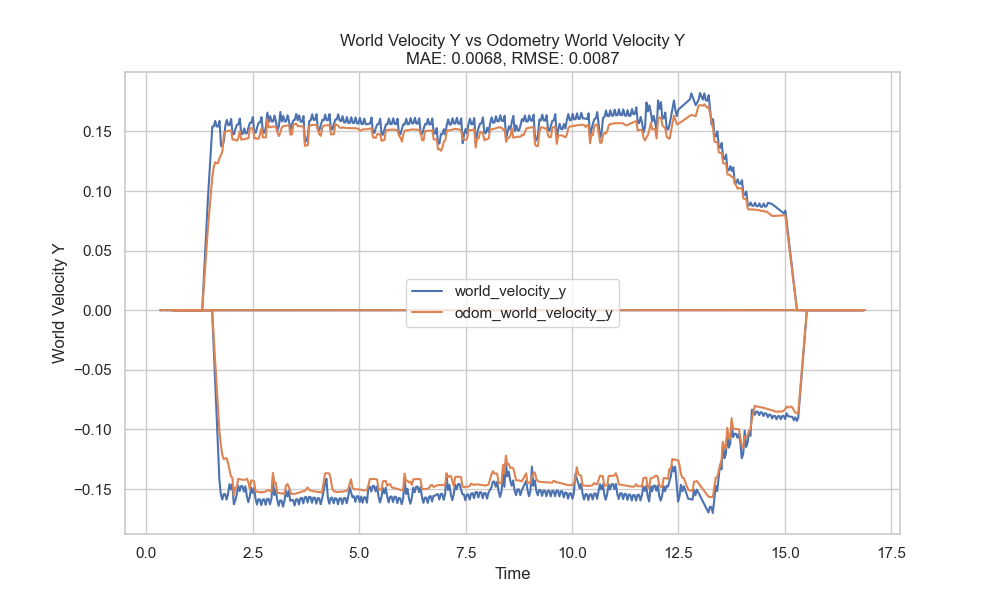 World Velocity Y vs Odometry World Velocity Y
MAE: 0.0068, RMSE: 0.0087
World Velocity Y
0.15
0.10
0.05
0.00
−0.05
−0.10
−0.15
world_velocity_y
odom_world_velocity_y
0.0 2.5 5.0 7.5 10.0 12.5 15.0 17.5
Time